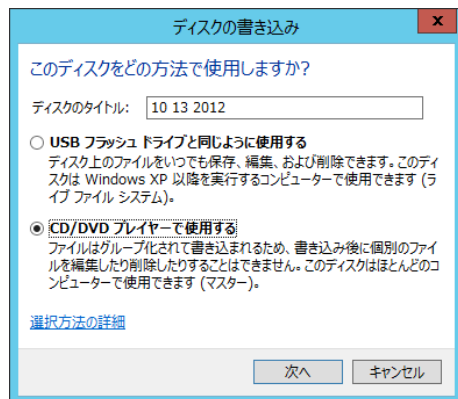 ディスクの書き込み
x
このディスクをどの方法で使用しますか?
ディスクのタイトル: 10 13 2012
USB フラッシュ ドライブと同じように使用する
ディスク上のファイルをいつでも保存、編集、および削除できます。このディ
スクは Windows XP 以降を実行するコンピューターで使用できます (ラ
イブ ファイル システム)。
CD/DVD プレイヤーで使用する
ファイルはグループ化されて書き込まれるため、書き込み後に個別のファイ
ルを編集したり削除したりすることはできません。このディスクはほとんどのコ
ンピューターで使用できます (マスター)。
選択方法の詳細
次へ キャンセル